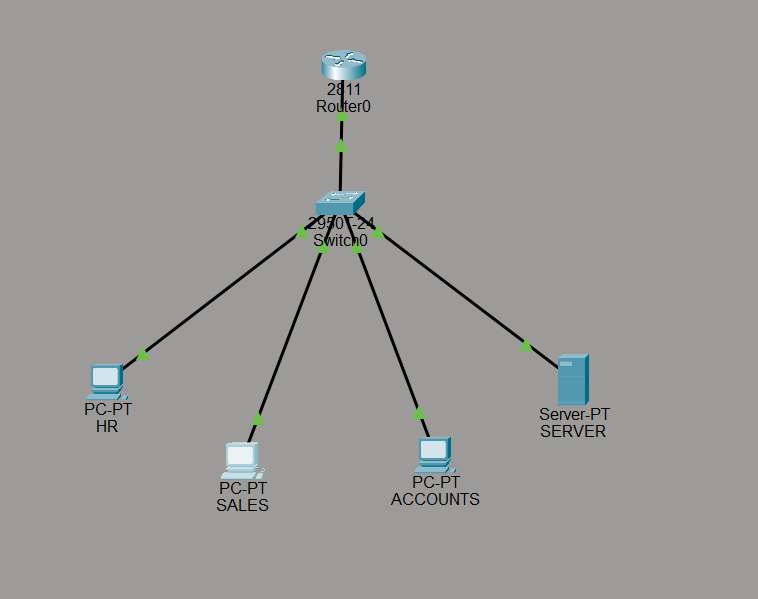 2811
Router0
2950T-24
Switch0
PC-PT
HR
PC-PT
SALES
PC-PT
ACCOUNTS
Server-PT
SERVER